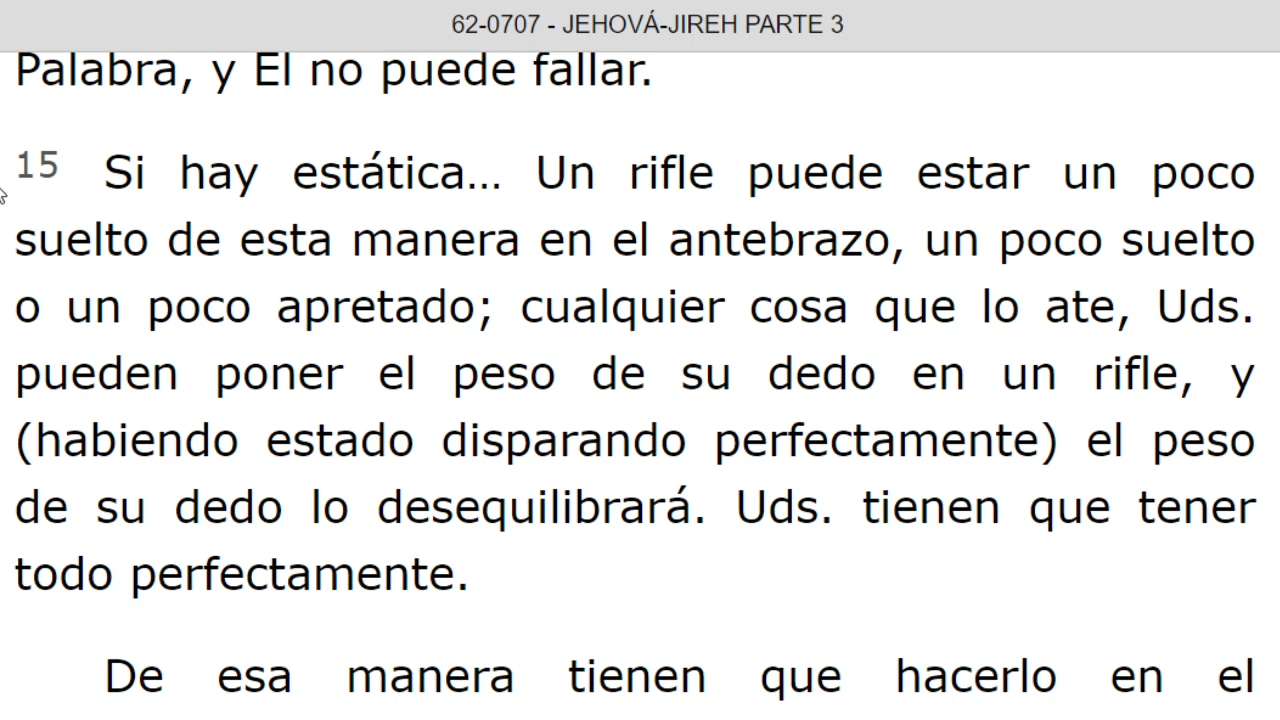 62-0707 - JEHOVÁ-JIREH PARTE 3
Palabra, y El no puede fallar.
15 Si hay estática... Un rifle puede estar un poco
suelto de esta manera en el antebrazo, un poco suelto
o un poco apretado; cualquier cosa que lo ate, Uds.
pueden poner el peso de su dedo en un rifle, y
(habiendo estado disparando perfectamente) el peso
de su dedo lo desequilibrará. Uds. tienen que tener
todo perfectamente.
De esa manera tienen que hacerlo en el